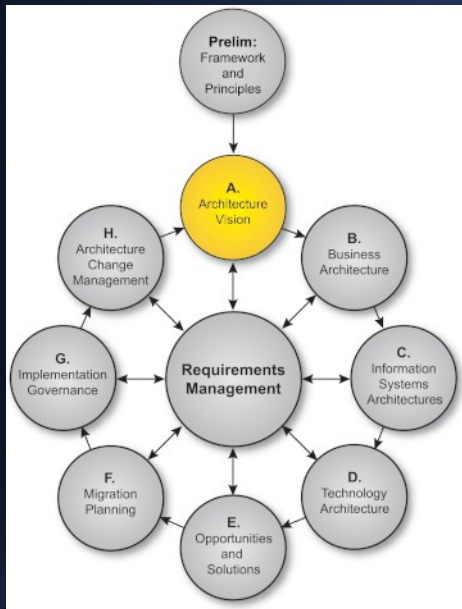 Prelim:
Framework
and
Principles
A.
Architecture
Vision
B.
Business
Architecture
C.
Information
Systems
Architectures
D.
Technology
Architecture
E.
Opportunities
and
Solutions
F.
Migration
Planning
G.
Implementation
Governance
H.
Architecture
Change
Management
Requirements
Management